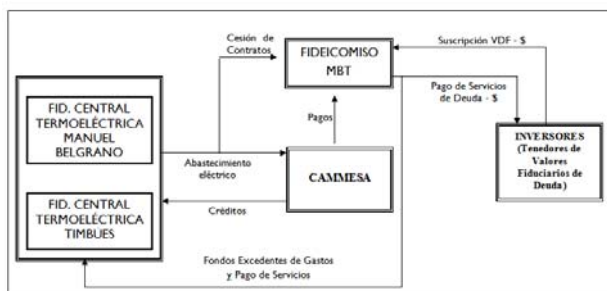 Cesión de
Contratos
FIDEICOMISO
MBT
Suscripción VDF - $
Pago de Servicios
de Deuda - $
FID. CENTRAL
TERMOELÉCTRICA
MANUEL
BELGRANO
Pagos
INVERSORES
(Tenedores de
Valores
Fiduciarios de
Deuda)
Abastecimiento
eléctrico
CAMMESA
FID. CENTRAL
TERMOELÉCTRICA
TIMBUES
Créditos
Fondos Excedentes de Gastos
y Pago de Servicios